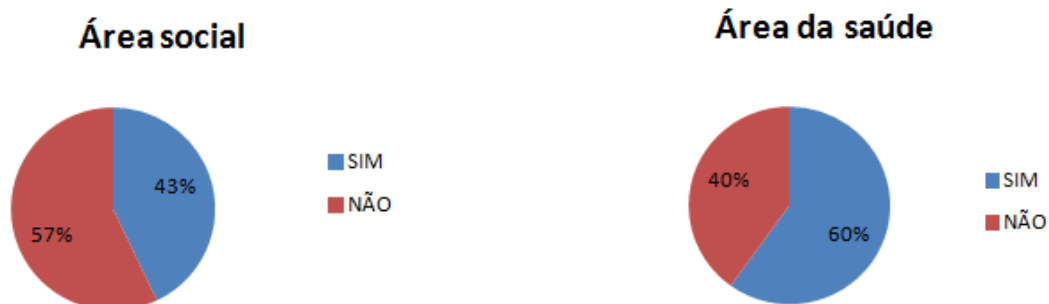 Área social
43%
57%
SIM
NÃO
Área da saúde
40%
60%
SIM
NÃO